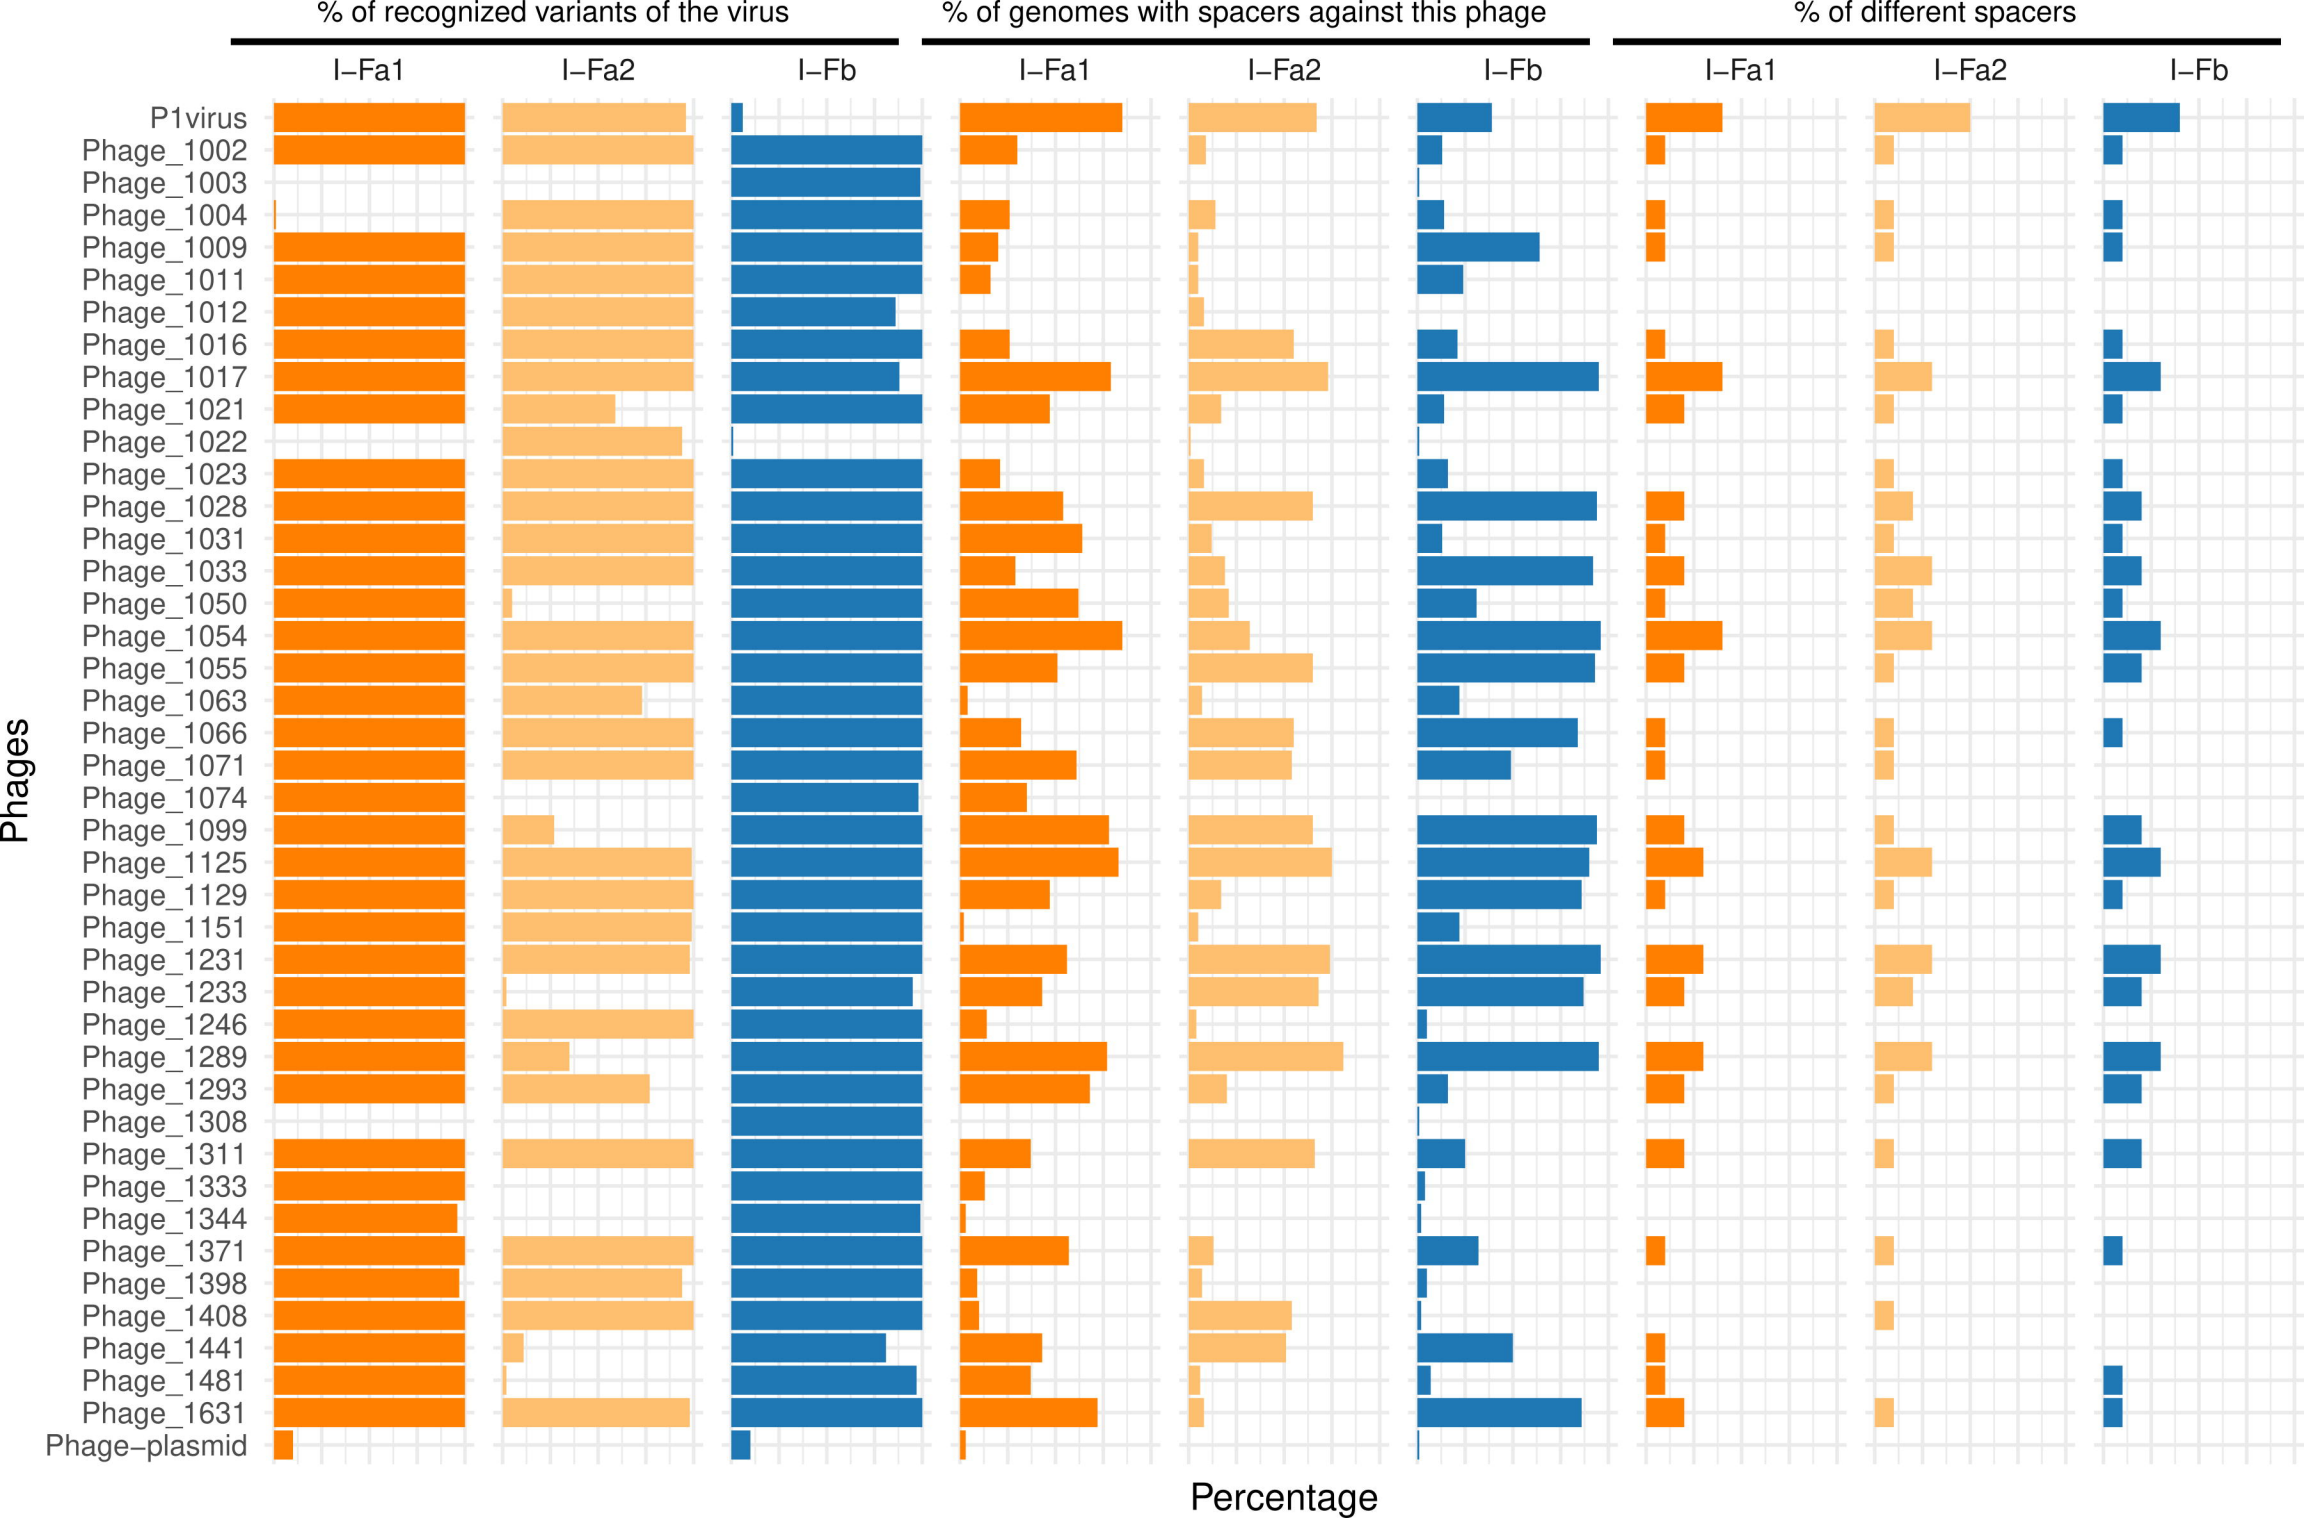 % of recognized variants of the virus % of genomes with spacers against this phage % of different spacers
I–Fa1 I–Fa2 I–Fb I–Fa1 I–Fa2 I–Fb I–Fa1 I–Fa2 I–Fb
P1virus
Phage_1002
Phage_1003
Phage_1004
Phage_1009
Phage_1011
Phage_1012
Phage_1016
Phage_1017
Phage_1021
Phage_1022
Phage_1023
Phage_1028
Phage_1031
Phage_1033
Phage_1050
Phage_1054
Phage_1055
Phage_1063
Phage_1066
Phage_1071
Phage_1074
Phage_1099
Phage_1125
Phage_1129
Phage_1151
Phage_1231
Phage_1233
Phage_1246
Phage_1289
Phage_1293
Phage_1308
Phage_1311
Phage_1333
Phage_1344
Phage_1371
Phage_1398
Phage_1408
Phage_1441
Phage_1481
Phage_1631
Phage–plasmid
Phages
Percentage